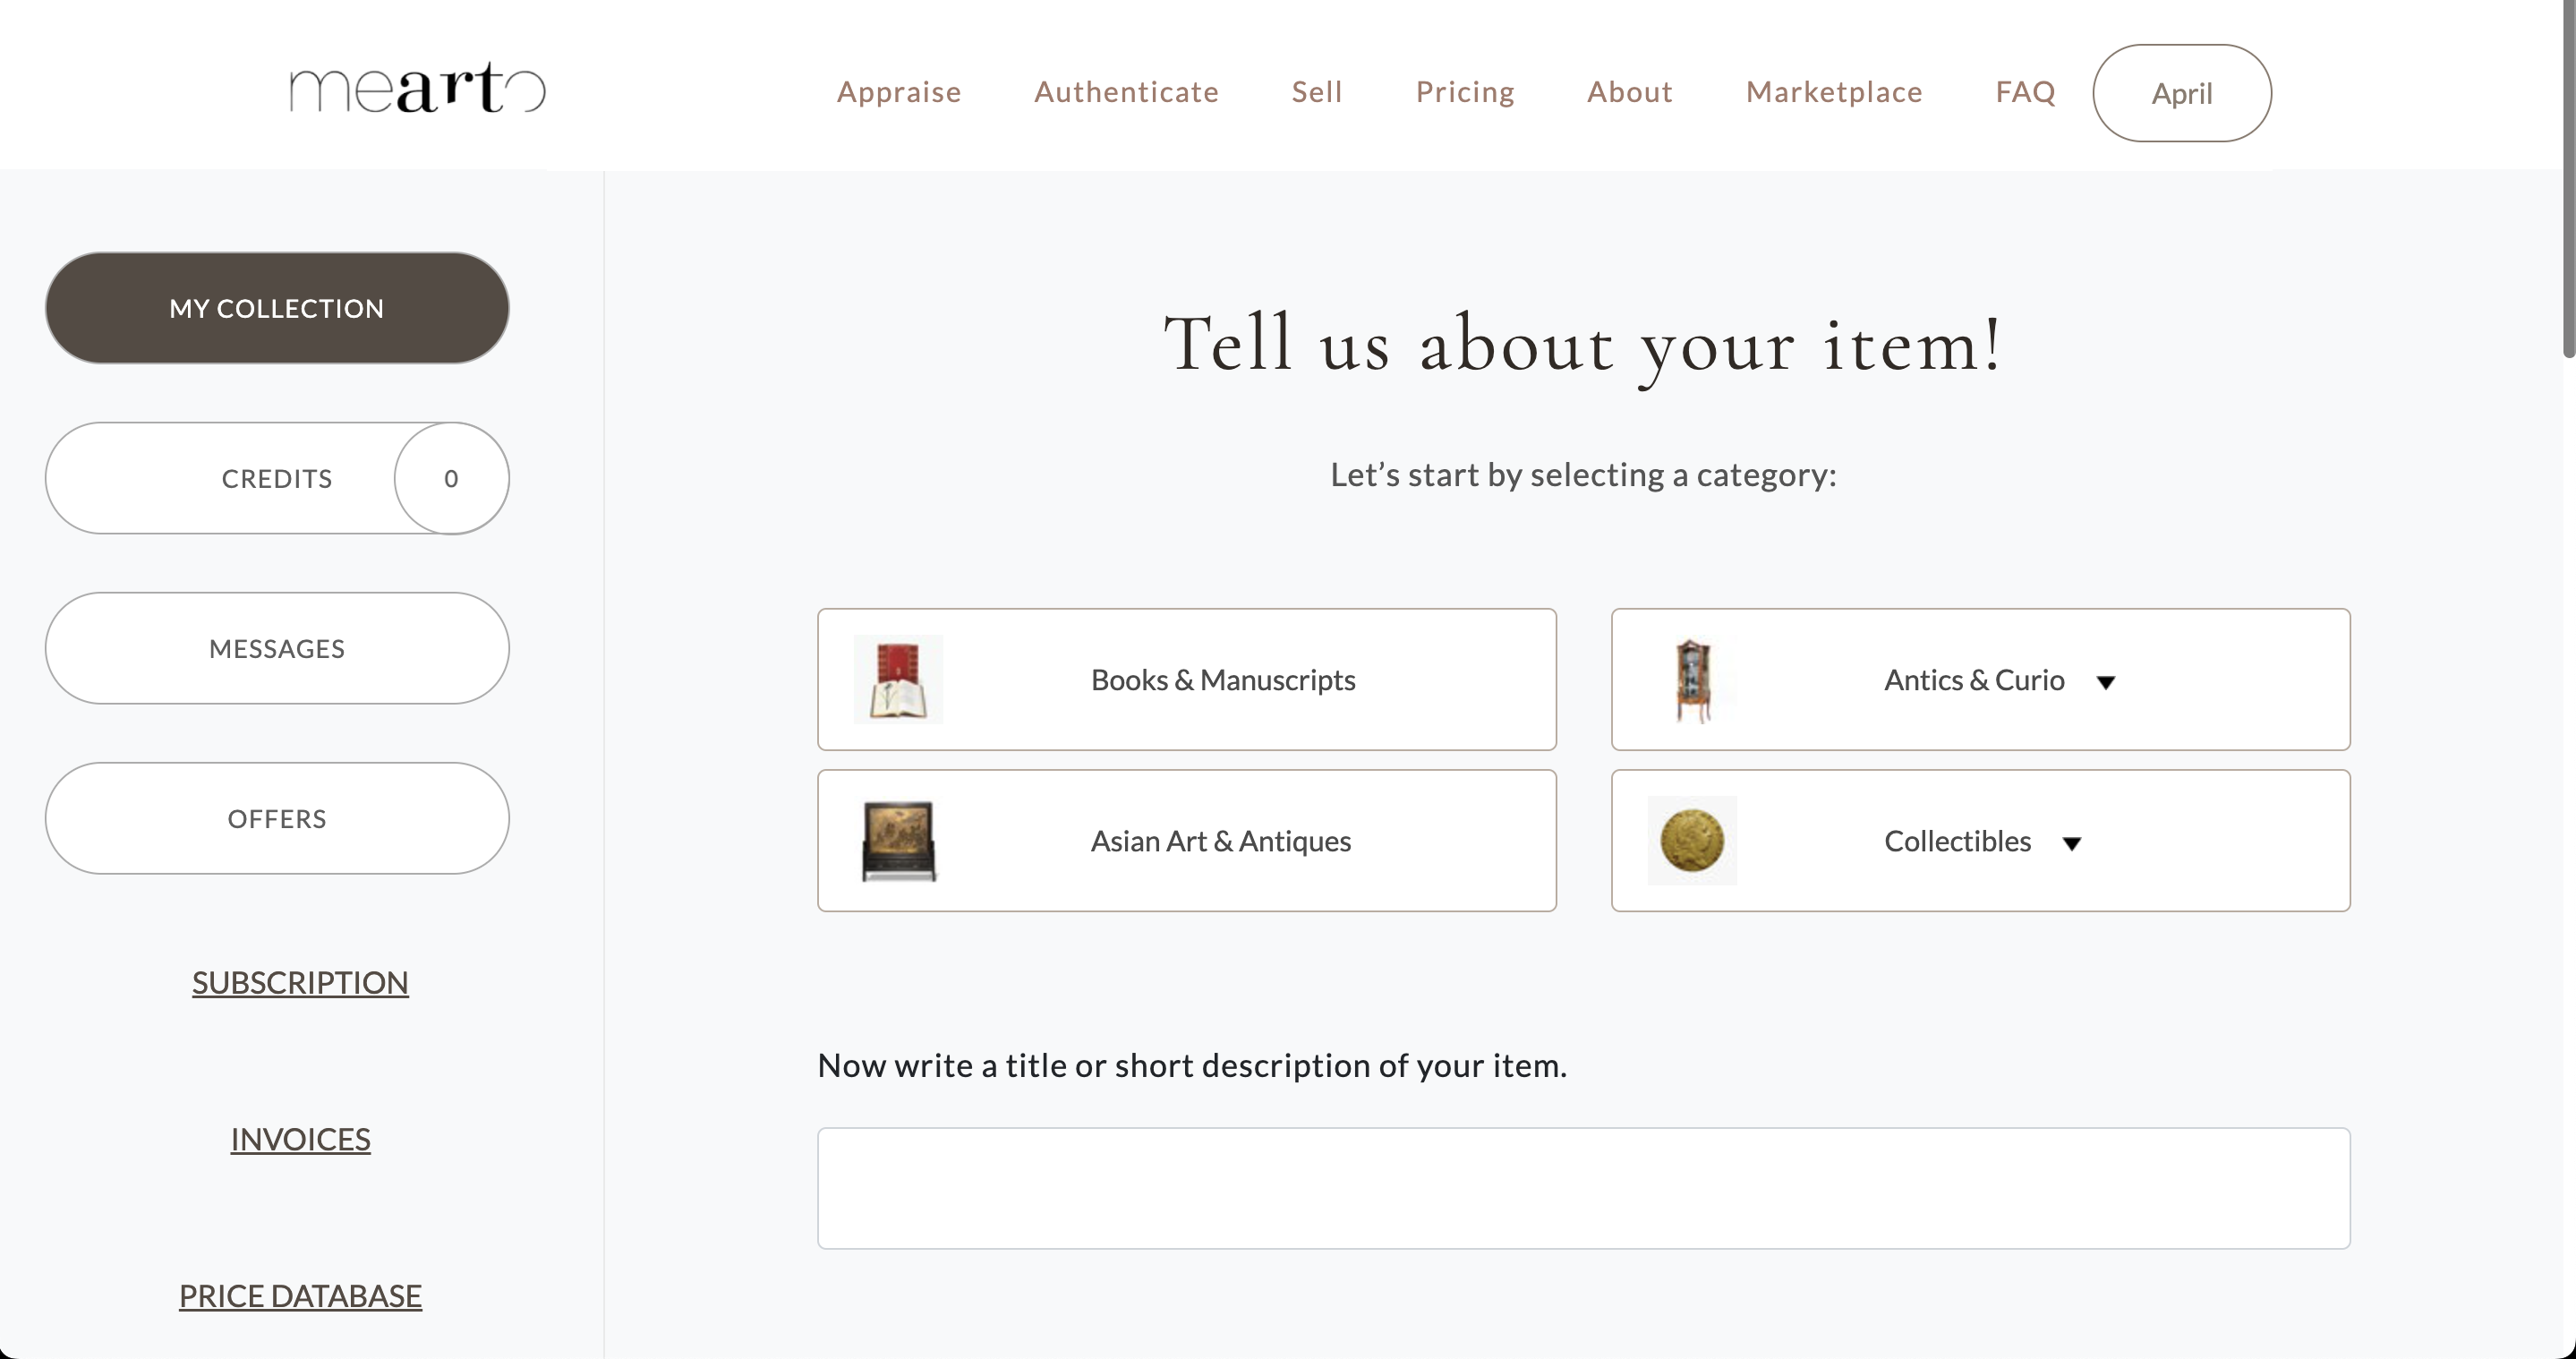 mearto
Appraise Authenticate Sell Pricing About Marketplace FAQ April
MY COLLECTION
CREDITS 0
MESSAGES
OFFERS
SUBSCRIPTION
INVOICES
PRICE DATABASE
Tell us about your item!
Let’s start by selecting a category:
Books & Manuscripts
Antics & Curio
Asian Art & Antiques
Collectibles
Now write a title or short description of your item.